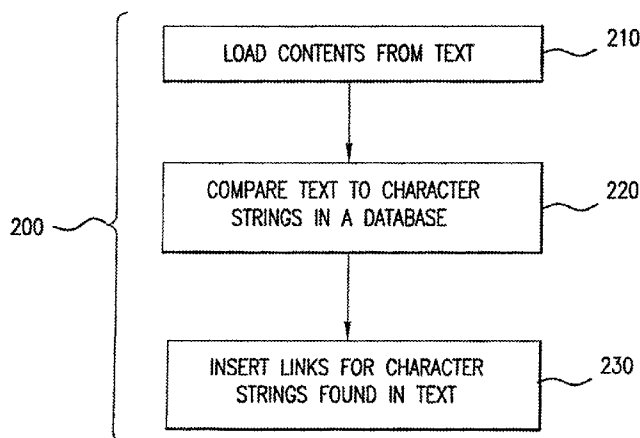 LOAD CONTENTS FROM TEXT
210
COMPARE TEXT TO CHARACTER
STRINGS IN A DATABASE
220
200
INSERT LINKS FOR CHARACTER
STRINGS FOUND IN TEXT
230